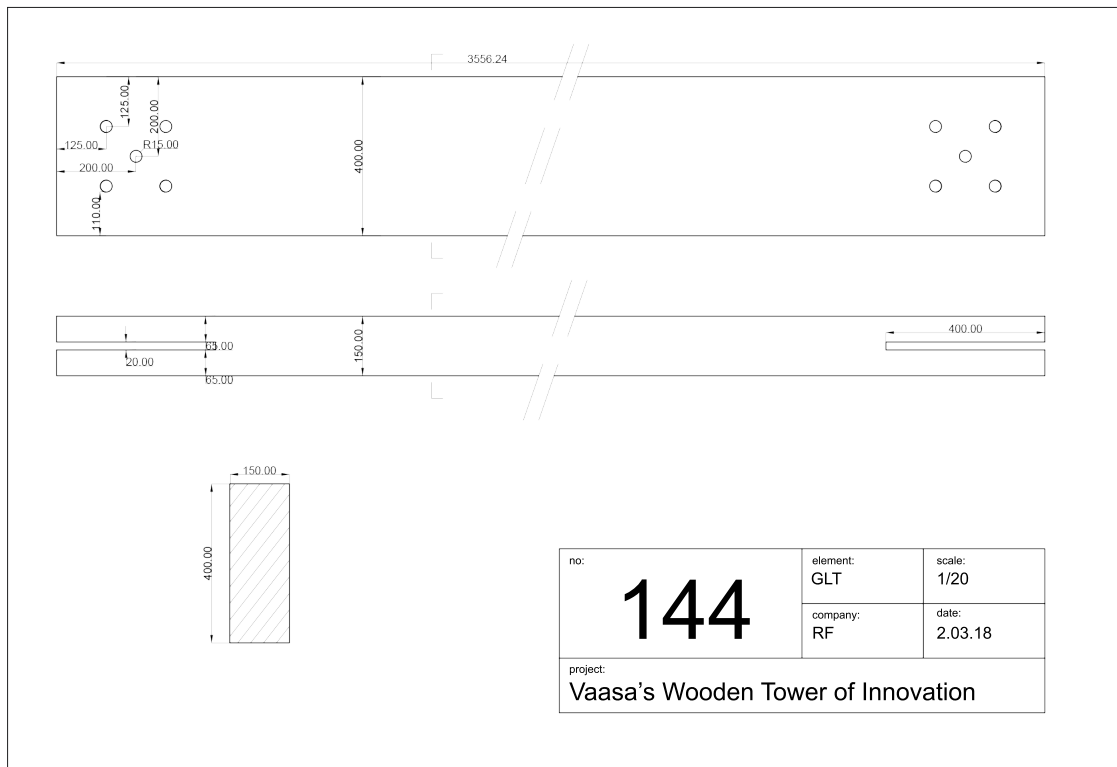 3556.24
125.00
200.00
125.00
R15.00
200.00
400.00
110.00
400.00
65.00
150.00
20.00
65.00
150.00
400.00
no:
144
element:
GLT
scale:
1/20
company:
RF
date:
2.03.18
project:
Vaasa's Wooden Tower of Innovation